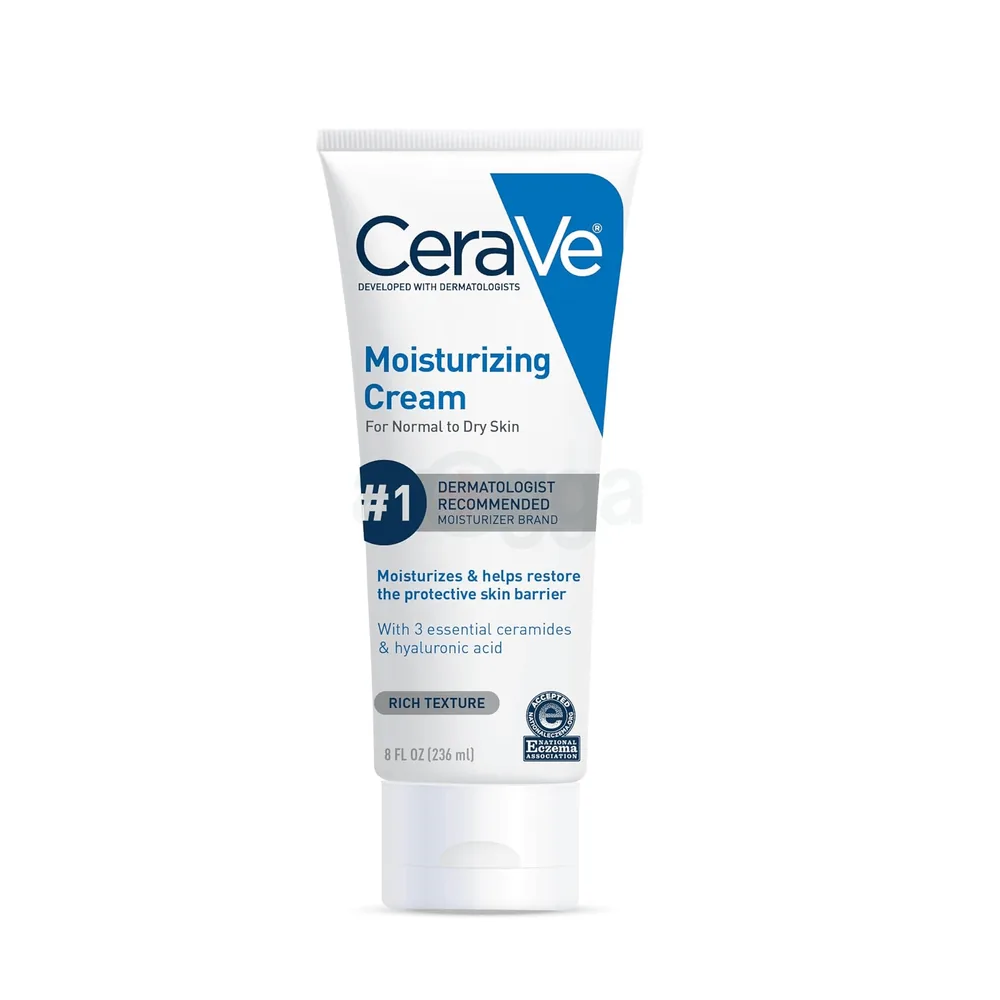 CeraVe®
DEVELOPED WITH DERMATOLOGISTS
Moisturizing
Cream
For Normal to Dry Skin
#1
DERMATOLOGIST
RECOMMENDED
MOISTURIZER BRAND
Moisturizes & helps restore
the protective skin barrier
With 3 essential ceramides
& hyaluronic acid
RICH TEXTURE
ACCEPTED
e
NATIONALECZEMA.ORG
NATIONAL
Eczema
ASSOCIATION
8 FL OZ (236 ml)